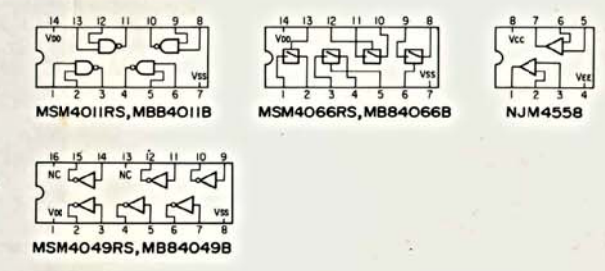 14 13 12 11 10 9 8
VDD
VSS
1 2 3 4 5 6 7
MSM4011RS, MBB4011B
14 13 12 11 10 9 8
VDD
VSS
1 2 3 4 5 6 7
MSM4066RS, MB84066B
8 7 6 5
VCC
VEE
1 2 3 4
NJM4558
16 15 14 13 12 11 10 9
NC NC
VSS
1 2 3 4 5 6 7 8
MSM4049RS, MB84049B